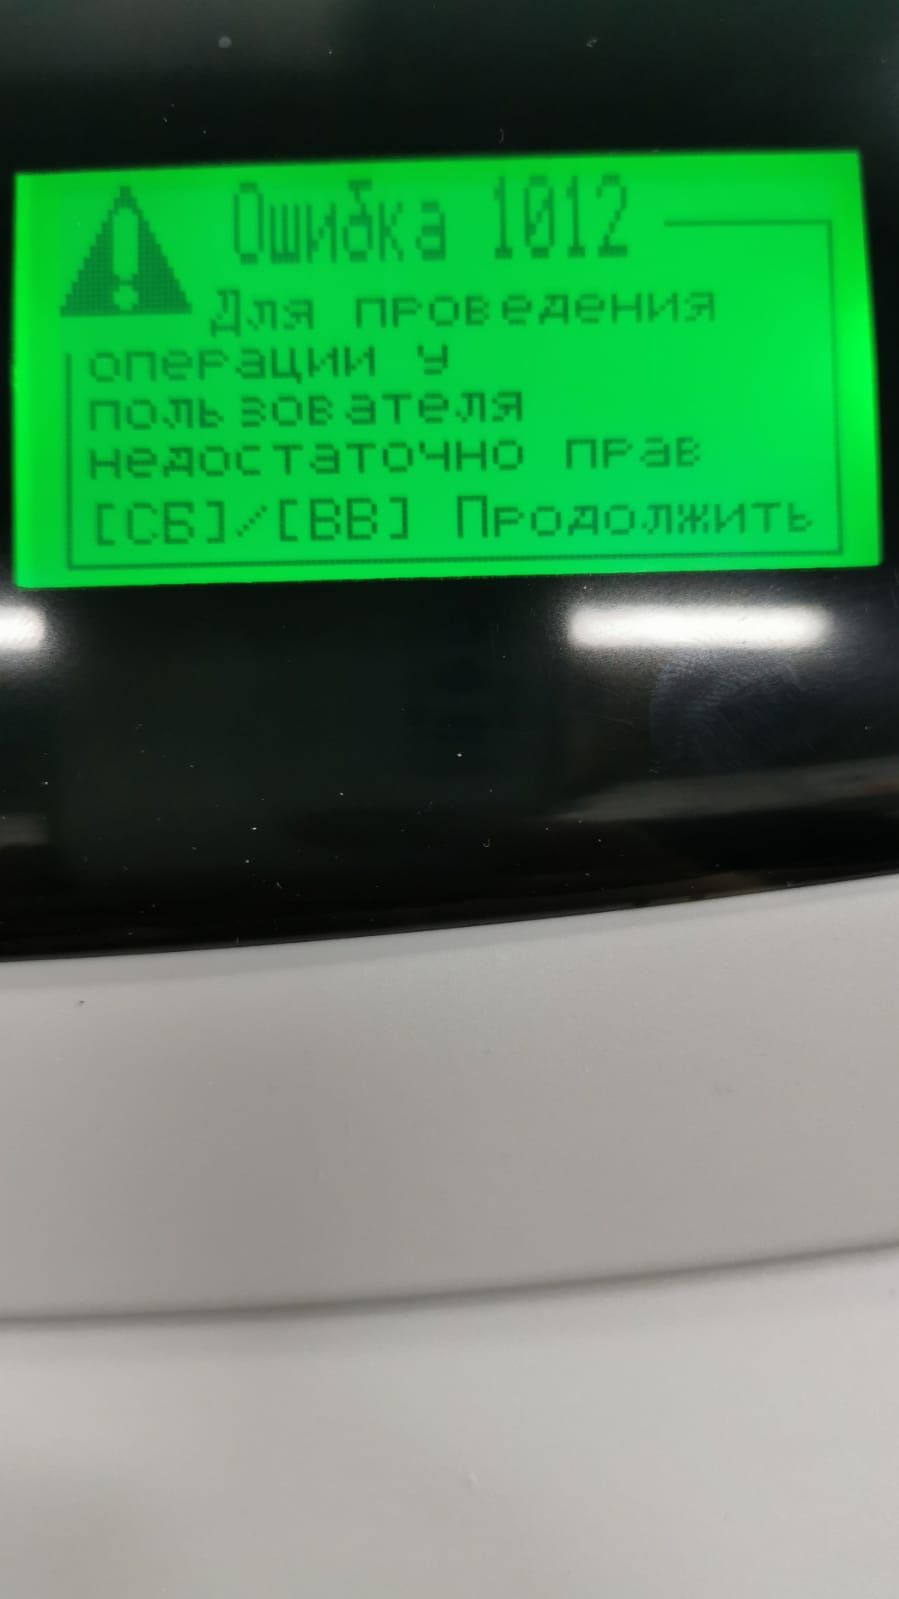 Ошибка 1012
Для проведения
операции у
пользователя
недостаточно прав
[СБ]/[ВВ] Продолжить